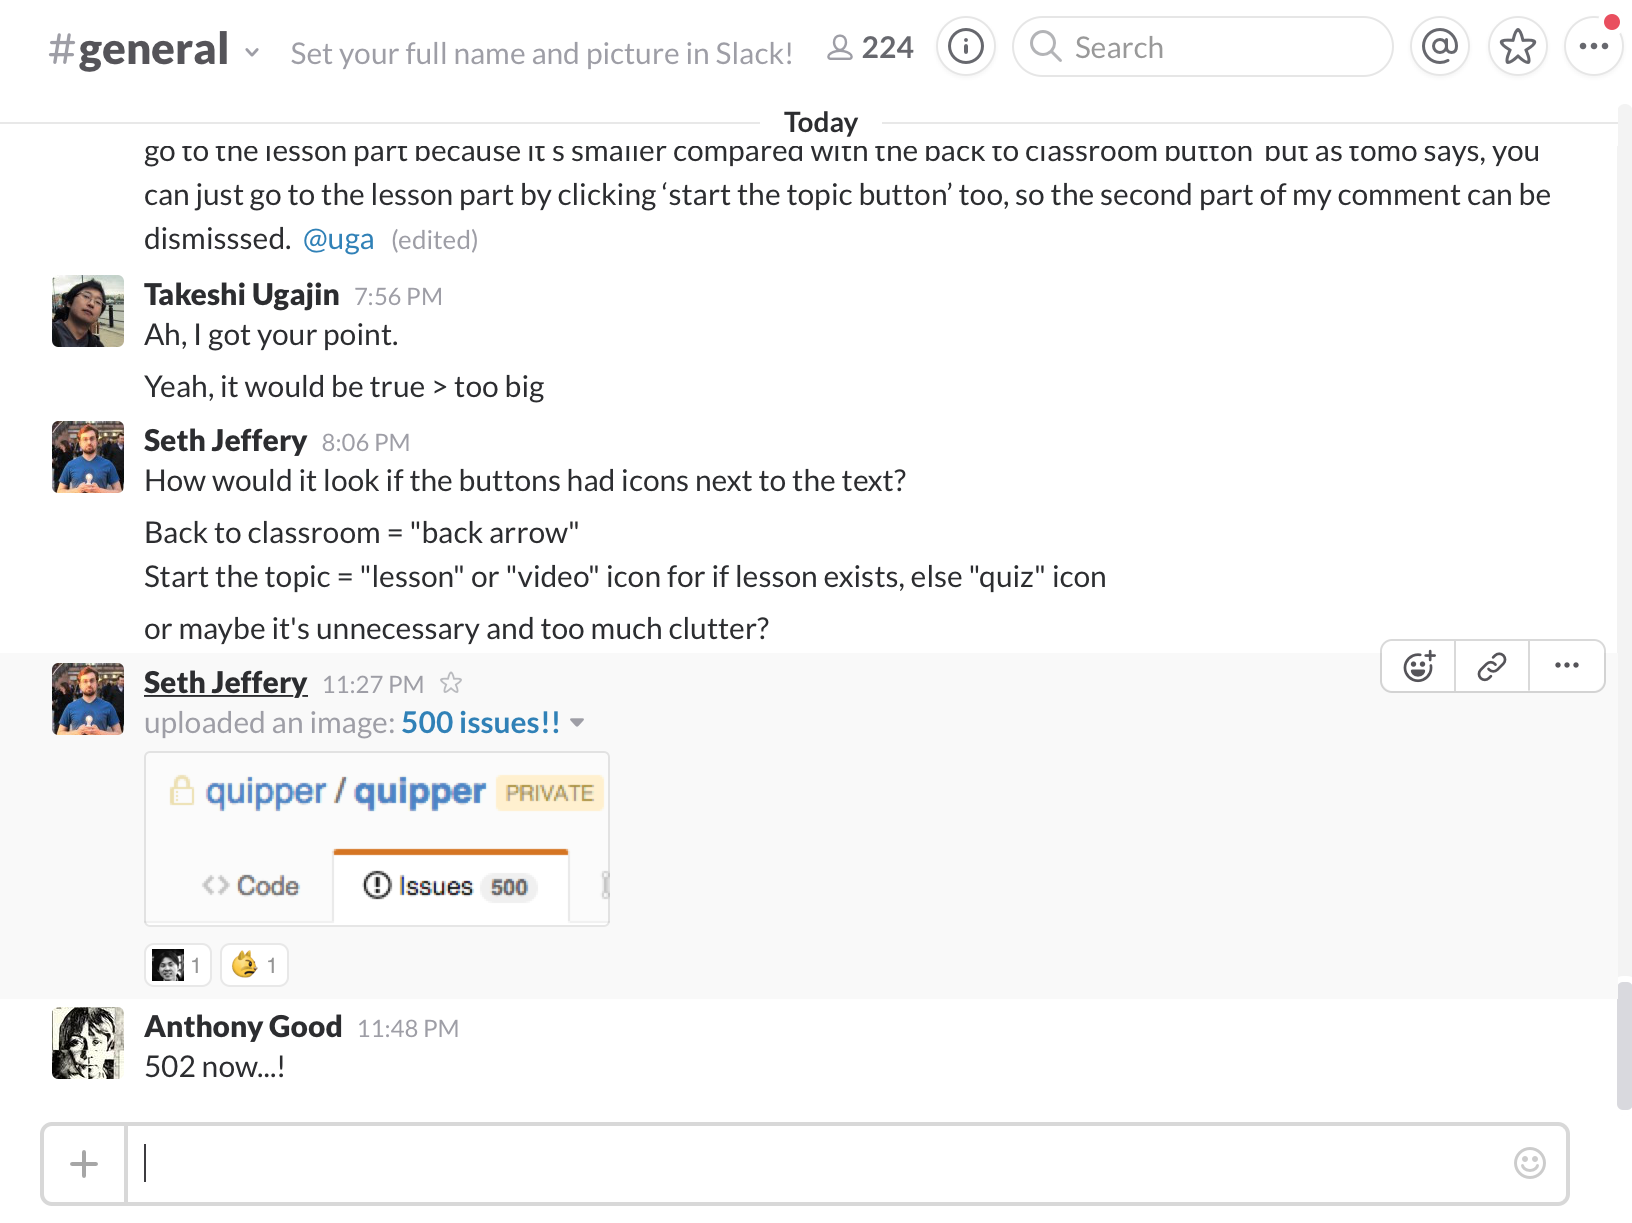 #general
Set your full name and picture in Slack!
224
Search
Today
go to the lesson part because it's smaller compared with the back to classroom button but as tomo says, you
can just go to the lesson part by clicking ‘start the topic button’ too, so the second part of my comment can be
dismisssed. @uga (edited)
Takeshi Ugajin 7:56 PM
Ah, I got your point.
Yeah, it would be true > too big
Seth Jeffery 8:06 PM
How would it look if the buttons had icons next to the text?
Back to classroom = "back arrow"
Start the topic = "lesson" or "video" icon for if lesson exists, else "quiz" icon
or maybe it's unnecessary and too much clutter?
Seth Jeffery 11:27 PM
uploaded an image: 500 issues!!
quipper / quipper PRIVATE
Code
Issues 500
1
1
Anthony Good 11:48 PM
502 now...!